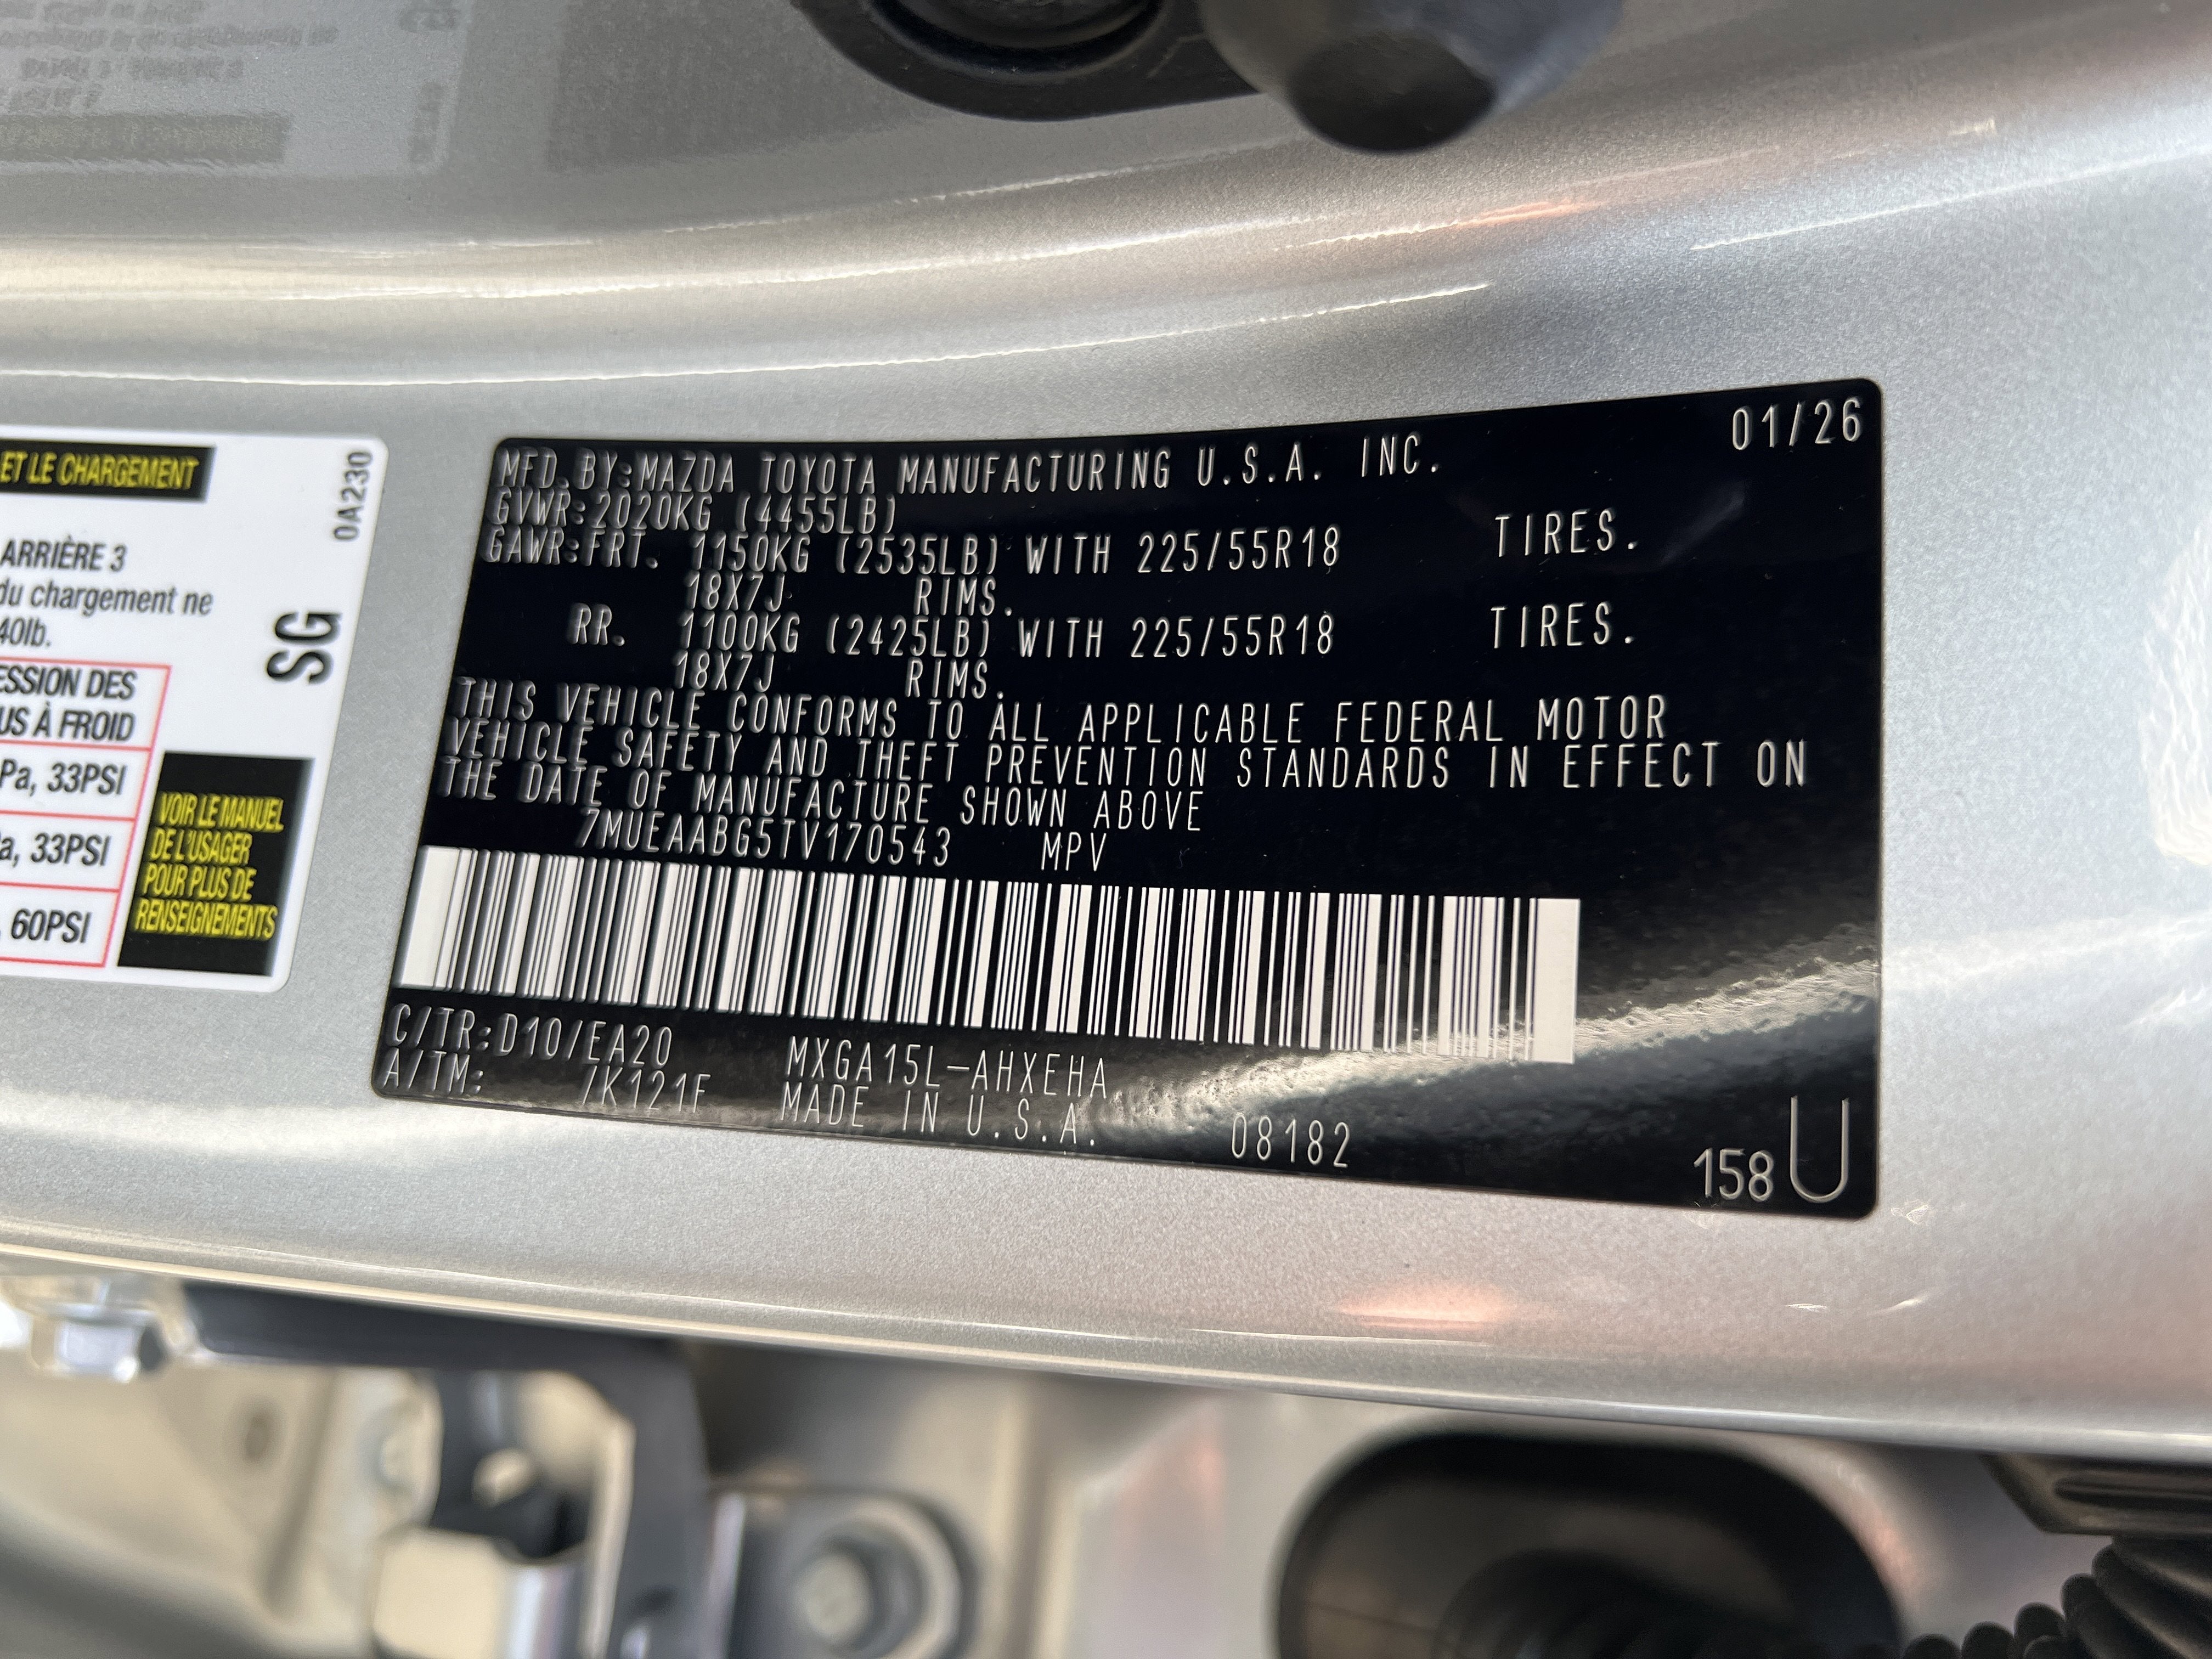 ET LE CHARGEMENT
0A230
ARRIÈRE 3
du chargement ne
40lb.
SG
ESSION DES
US À FROID
Pa, 33PSI
a, 33PSI
, 60PSI
VOIR LE MANUEL
DE L'USAGER
POUR PLUS DE
RENSEIGNEMENTS
01/26
MFD.BY:MAZDA TOYOTA MANUFACTURING U.S.A. INC.
GVWR:2020KG (4455LB)
GAWR:FRT. 1150KG (2535LB) WITH 225/55R18 TIRES.
18X7J RIMS.
RR. 1100KG (2425LB) WITH 225/55R18 TIRES.
18X7J RIMS.
THIS VEHICLE CONFORMS TO ALL APPLICABLE FEDERAL MOTOR
VEHICLE SAFETY AND THEFT PREVENTION STANDARDS IN EFFECT ON
THE DATE OF MANUFACTURE SHOWN ABOVE
7MUEAABG5TV170543 MPV
C/TR:D10/EA20 MXGA15L-AHXEHA
A/TM: /K121F MADE IN U.S.A. 08182
158 U